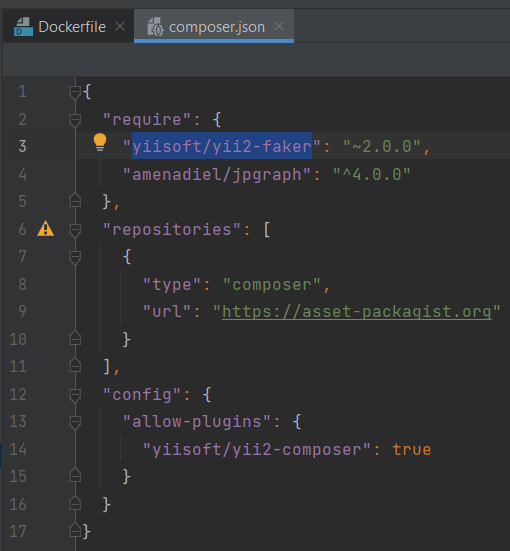 Dockerfile
composer.json
1 {
2 "require": {
3 "yiisoft/yii2-faker": "~2.0.0",
4 "amenadiel/jpgraph": "^4.0.0"
5 },
6 "repositories": [
7 {
8 "type": "composer",
9 "url": "https://asset-packagist.org"
10 }
11 ],
12 "config": {
13 "allow-plugins": {
14 "yiisoft/yii2-composer": true
15 }
16 }
17 }